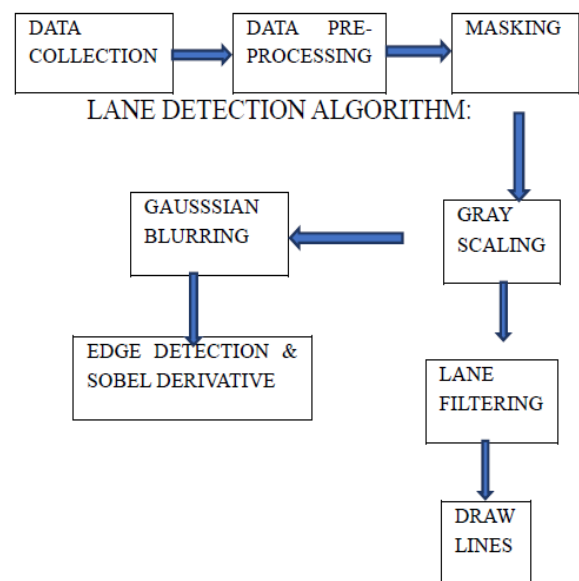 DATA
COLLECTION
DATA PRE-
PROCESSING
MASKING
LANE DETECTION ALGORITHM:
GAUSSSIAN
BLURRING
GRAY
SCALING
EDGE DETECTION &
SOBEL DERIVATIVE
LANE
FILTERING
DRAW
LINES